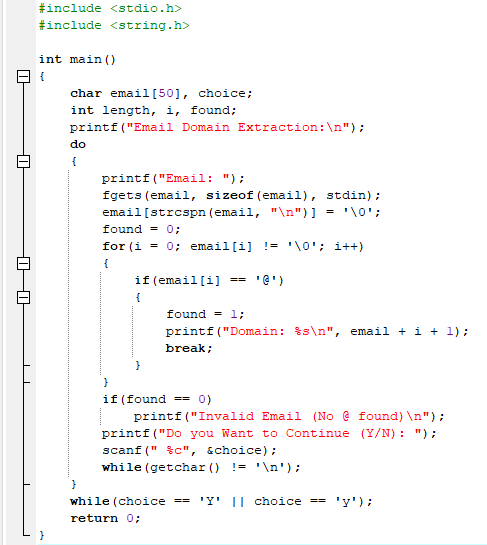 #include <stdio.h>
#include <string.h>

int main()
{
    char email[50], choice;
    int length, i, found;
    printf("Email Domain Extraction:\n");
    do
    {
        printf("Email: ");
        fgets(email, sizeof(email), stdin);
        email[strcspn(email, "\n")] = '\0';
        found = 0;
        for(i = 0; email[i] != '\0'; i++)
        {
            if(email[i] == '@')
            {
                found = 1;
                printf("Domain: %s\n", email + i + 1);
                break;
            }
        }
        if(found == 0)
            printf("Invalid Email (No @ found)\n");
        printf("Do you Want to Continue (Y/N): ");
        scanf(" %c", &choice);
        while(getchar() != '\n');
    }
    while(choice == 'Y' || choice == 'y');
    return 0;
}